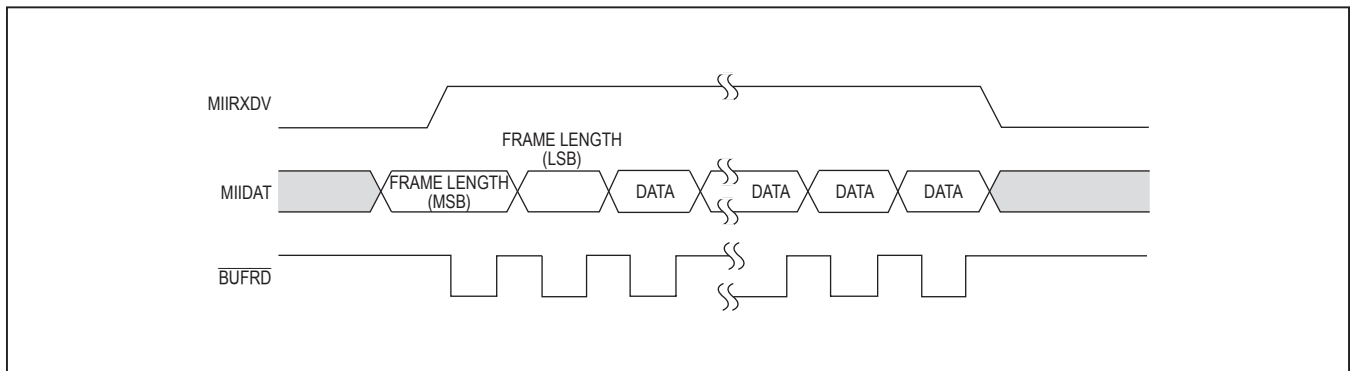 MIIRXDV
FRAME LENGTH
(LSB)
MIIDAT
FRAME LENGTH
(MSB)
DATA
DATA
DATA
DATA
BUFRD